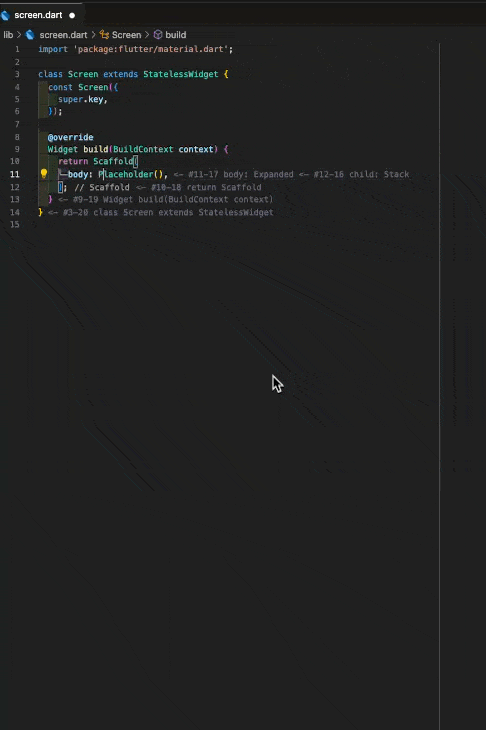 screen.dart
lib > screen.dart > Screen > build
1 import 'package:flutter/material.dart';
2
3 class Screen extends StatelessWidget {
4 const Screen({
5 super.key,
6 });
7
8 @override
9 Widget build(BuildContext context) {
10 return Scaffold(
11 body: Placeholder(), <- #11-17 body: Expanded <- #12-16 child: Stack
12 ); // Scaffold <- #10-18 return Scaffold
13 } <- #9-19 Widget build(BuildContext context)
14 } <- #3-20 class Screen extends StatelessWidget
15